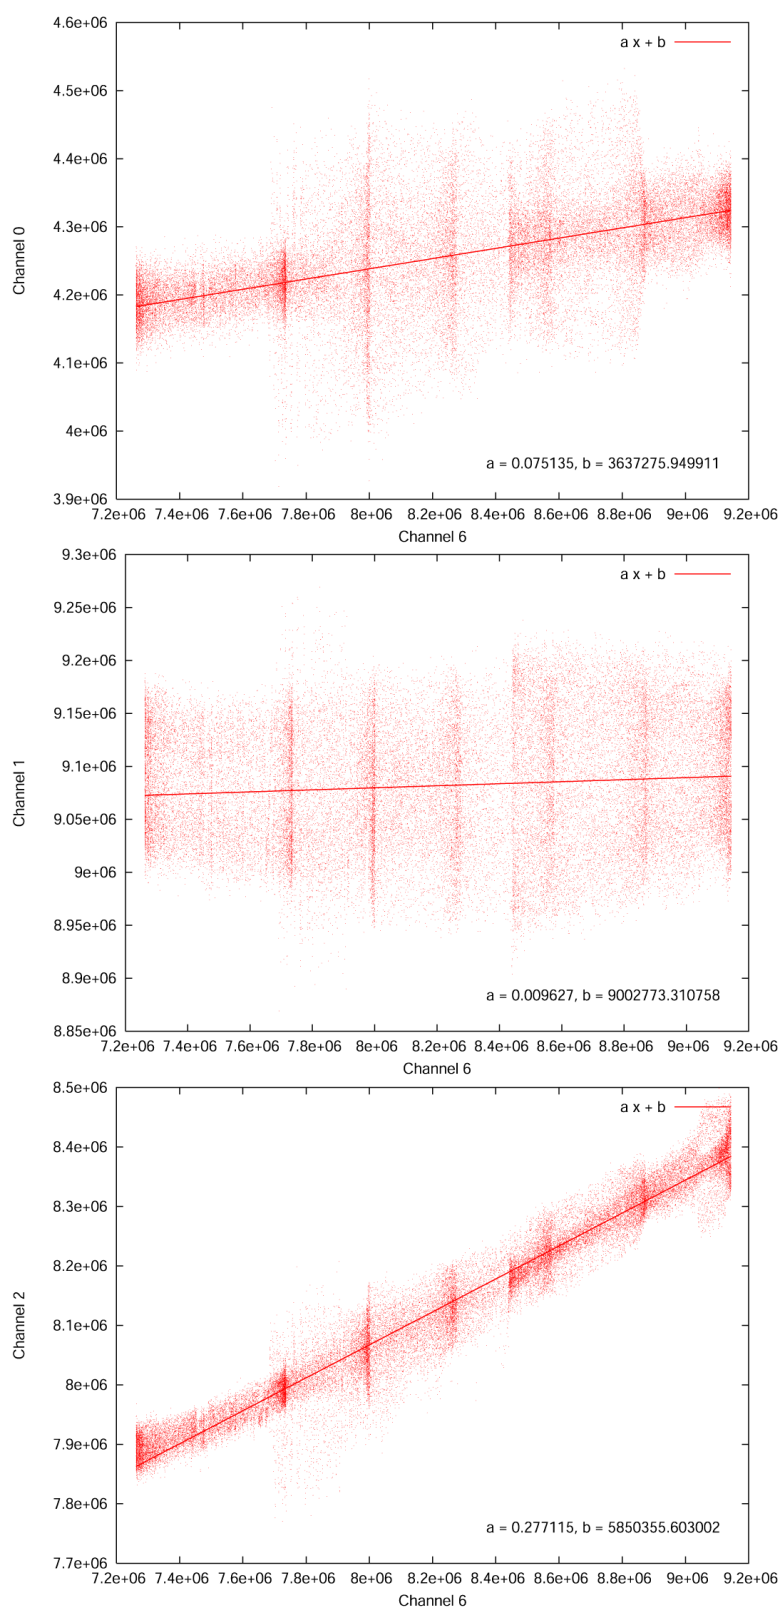 4.6e+06
a x + b
4.5e+06
4.4e+06
4.3e+06
Channel 0
4.2e+06
4.1e+06
4e+06
a = 0.075135, b = 3637275.949911
3.9e+06
7.2e+06 7.4e+06 7.6e+06 7.8e+06 8e+06 8.2e+06 8.4e+06 8.6e+06 8.8e+06 9e+06 9.2e+06
Channel 6
9.3e+06
a x + b
9.25e+06
9.2e+06
9.15e+06
9.1e+06
Channel 1
9.05e+06
9e+06
8.95e+06
8.9e+06
a = 0.009627, b = 9002773.310758
8.85e+06
7.2e+06 7.4e+06 7.6e+06 7.8e+06 8e+06 8.2e+06 8.4e+06 8.6e+06 8.8e+06 9e+06 9.2e+06
Channel 6
8.5e+06
a x + b
8.4e+06
8.3e+06
8.2e+06
8.1e+06
Channel 2
8e+06
7.9e+06
7.8e+06
a = 0.277115, b = 5850355.603002
7.7e+06
7.2e+06 7.4e+06 7.6e+06 7.8e+06 8e+06 8.2e+06 8.4e+06 8.6e+06 8.8e+06 9e+06 9.2e+06
Channel 6